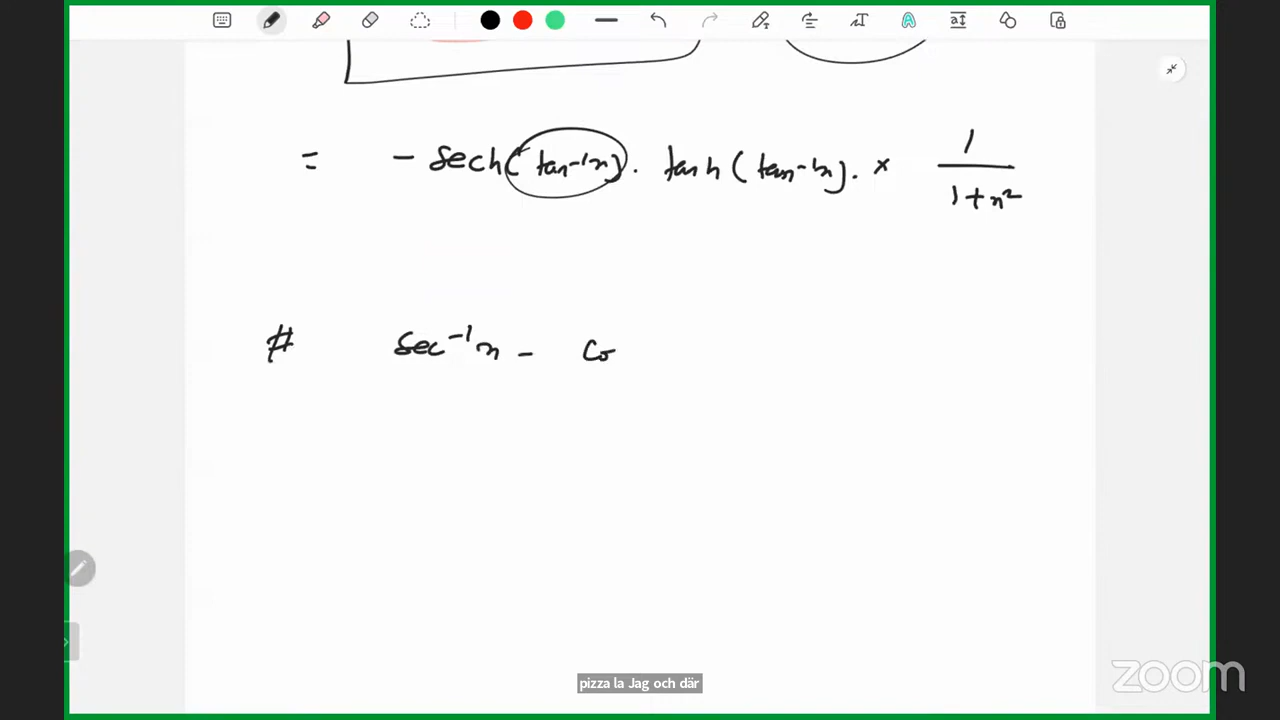 = - sech(tan⁻¹x). tanh(tan⁻¹x). × 1/(1+x²)
# sec⁻¹x - co
pizza la Jag och där
zoom